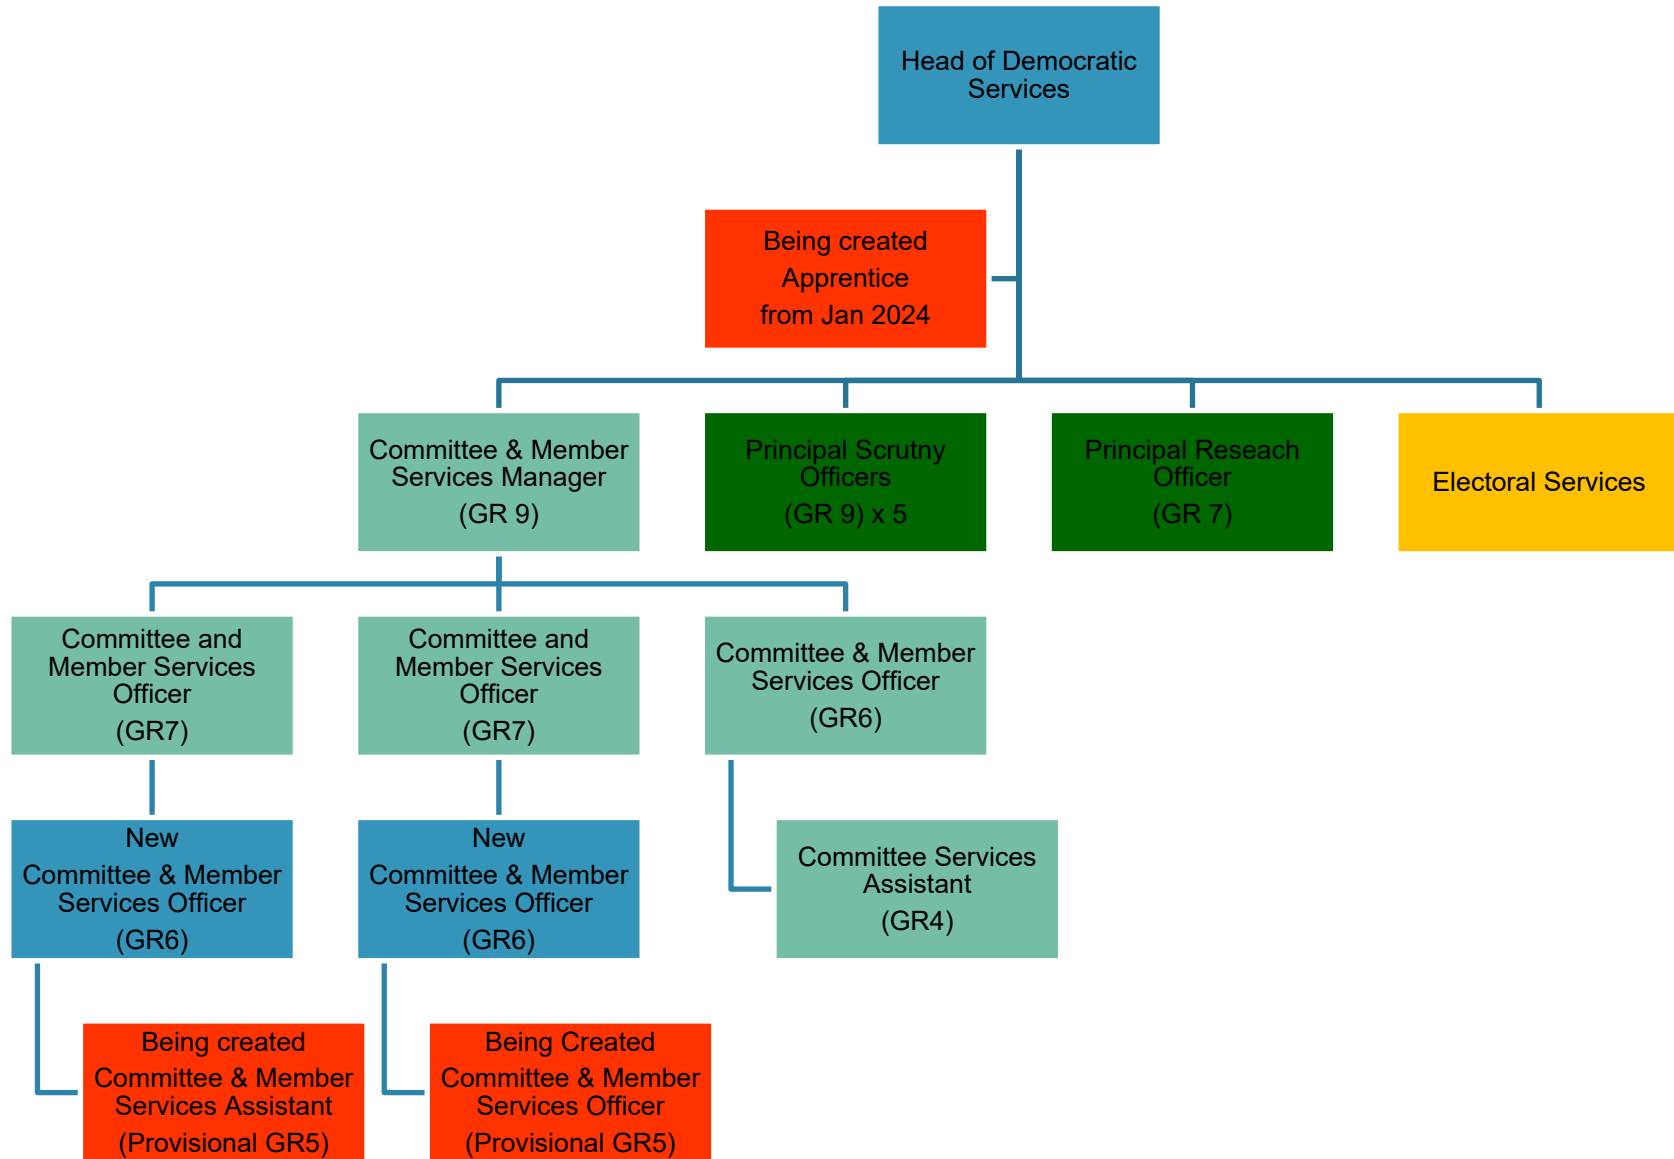 Head of Democratic
Services
Being created
Apprentice
from Jan 2024
Committee & Member
Services Manager
(GR 9)
Principal Scrutny
Officers
(GR 9) x 5
Principal Reseach
Officer
(GR 7)
Electoral Services
Committee and
Member Services
Officer
(GR7)
Committee and
Member Services
Officer
(GR7)
Committee & Member
Services Officer
(GR6)
New
Committee & Member
Services Officer
(GR6)
New
Committee & Member
Services Officer
(GR6)
Committee Services
Assistant
(GR4)
Being created
Committee & Member
Services Assistant
(Provisional GR5)
Being Created
Committee & Member
Services Officer
(Provisional GR5)